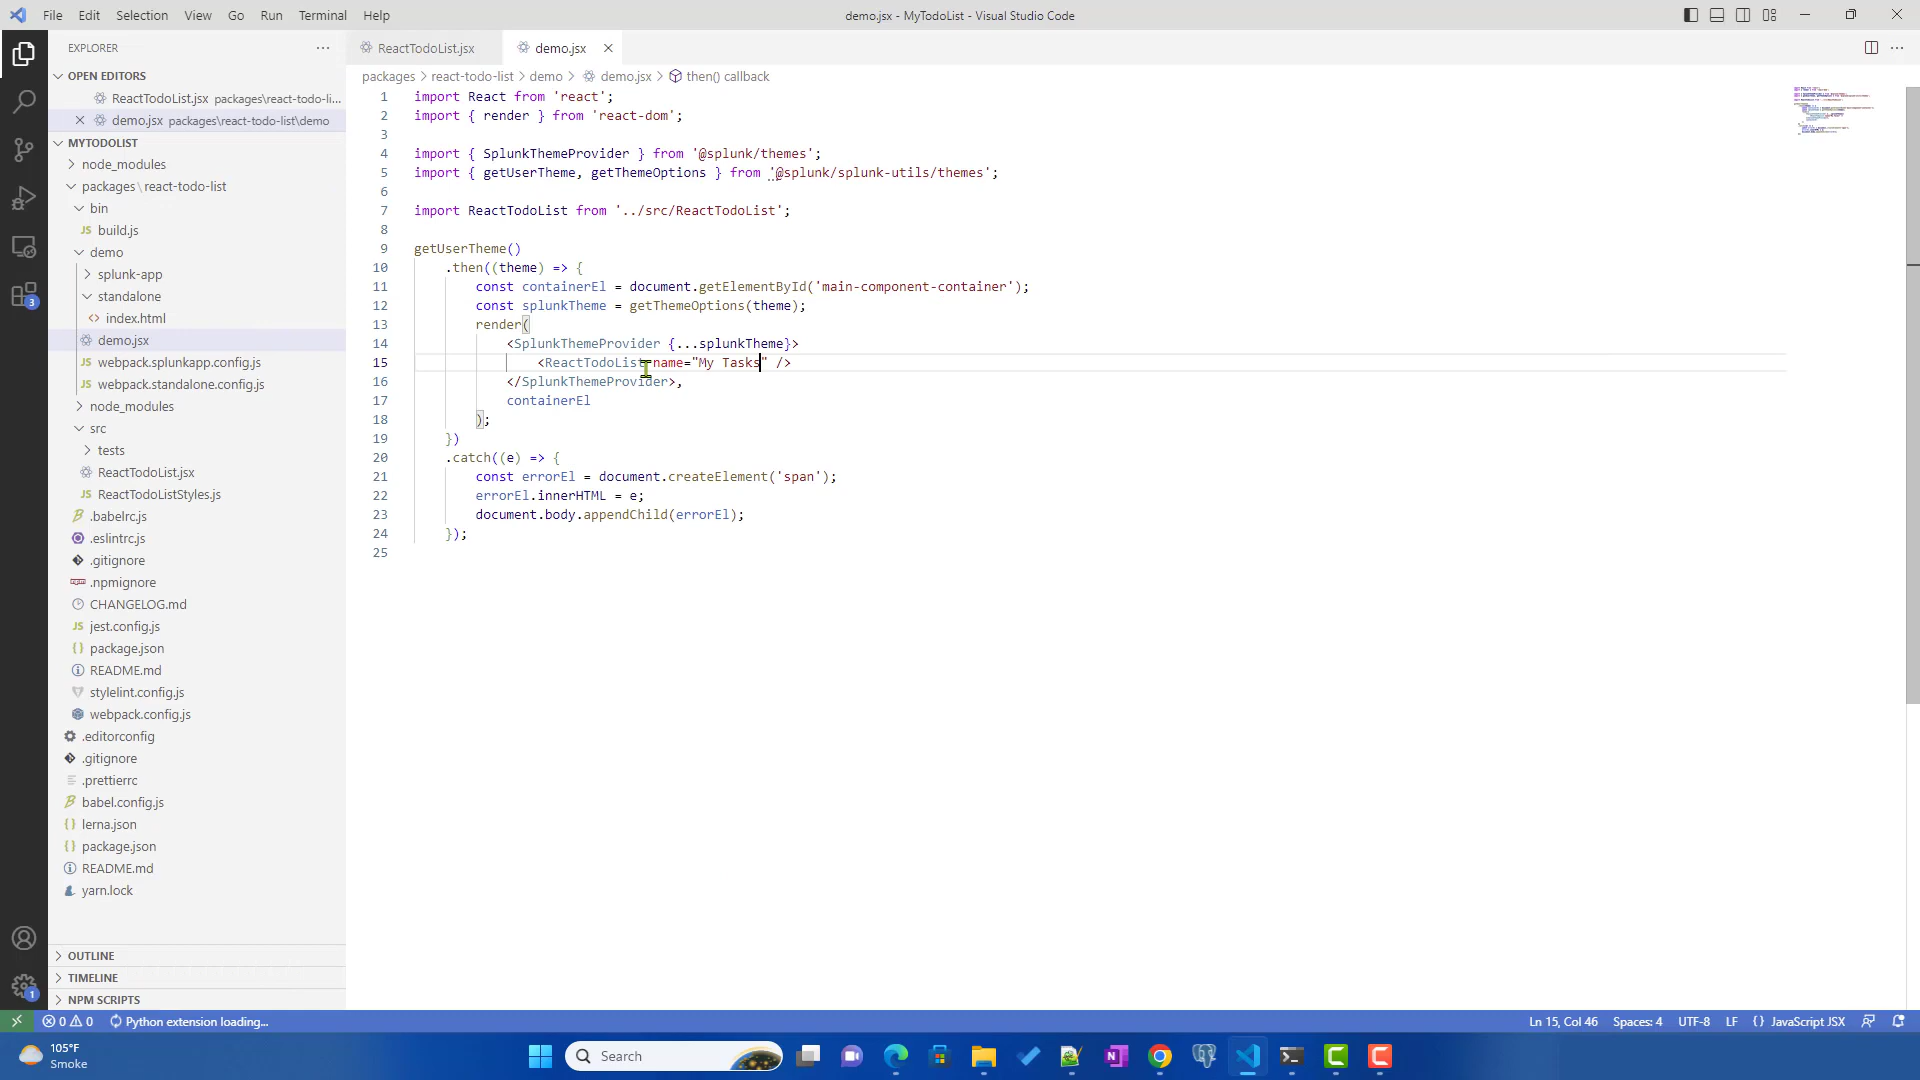 File Edit Selection View Go Run Terminal Help
demo.jsx - MyTodoList - Visual Studio Code
EXPLORER
OPEN EDITORS
ReactTodoList.jsx packages\react-todo-li...
demo.jsx packages\react-todo-list\demo
MYTODOLIST
node_modules
packages \ react-todo-list
bin
JS build.js
demo
splunk-app
standalone
<> index.html
demo.jsx
webpack.splunkapp.config.js
webpack.standalone.config.js
node_modules
src
tests
ReactTodoList.jsx
JS ReactTodoListStyles.js
.babelrc.js
.eslintrc.js
.gitignore
.npmignore
CHANGELOG.md
JS jest.config.js
{} package.json
README.md
stylelint.config.js
webpack.config.js
.editorconfig
.gitignore
.prettierrc
babel.config.js
{} lerna.json
{} package.json
README.md
yarn.lock
OUTLINE
TIMELINE
NPM SCRIPTS
3
1
ReactTodoList.jsx
demo.jsx
packages > react-todo-list > demo > demo.jsx > then() callback
1 import React from 'react';
2 import { render } from 'react-dom';
3
4 import { SplunkThemeProvider } from '@splunk/themes';
5 import { getUserTheme, getThemeOptions } from '@splunk/splunk-utils/themes';
6
7 import ReactTodoList from '../src/ReactTodoList';
8
9 getUserTheme()
10 .then((theme) => {
11 const containerEl = document.getElementById('main-component-container');
12 const splunkTheme = getThemeOptions(theme);
13 render(
14 <SplunkThemeProvider {...splunkTheme}>
15 <ReactTodoList name="My Tasks" />
16 </SplunkThemeProvider>,
17 containerEl
18 );
19 })
20 .catch((e) => {
21 const errorEl = document.createElement('span');
22 errorEl.innerHTML = e;
23 document.body.appendChild(errorEl);
24 });
25
0 0 Python extension loading...
Ln 15, Col 46 Spaces: 4 UTF-8 LF {} JavaScript JSX
105°F
Smoke
Search